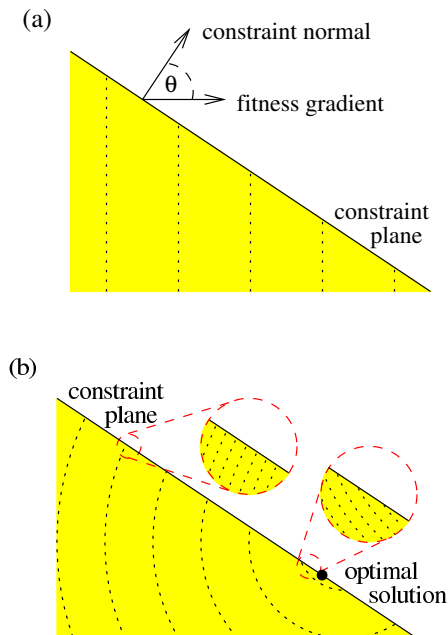 (a)
constraint normal
θ
fitness gradient
constraint
plane
(b)
constraint
plane
optimal
solution